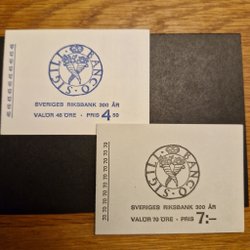 BANCO SIGILL
SVERIGES RIKSBANK 300 ÅR
VALÖR 45 ÖRE · PRIS 4 50
BANCO SIGILL
SVERIGES RIKSBANK 300 ÅR
VALÖR 70 ÖRE · PRIS 7:–